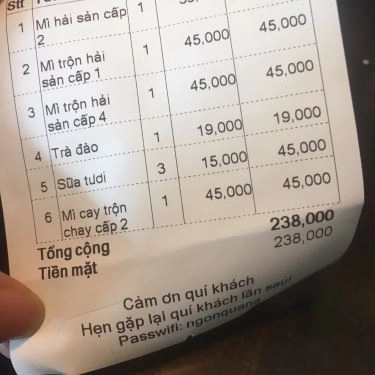 Stt
1 Mì hải sản cấp 1
2
2 Mì trộn hải 1 45,000 45,000
sản cấp 1
3 Mì trộn hải 1 45,000 45,000
sản cấp 4
4 Trà đào 1 19,000 19,000
5 Sữa tươi 3 15,000 45,000
6 Mì cay trộn 1 45,000 45,000
chay cấp 2
Tổng cộng 238,000
Tiền mặt 238,000
Cảm ơn quí khách
Hẹn gặp lại quí khách lần sau!
Passwifi: ngonquana